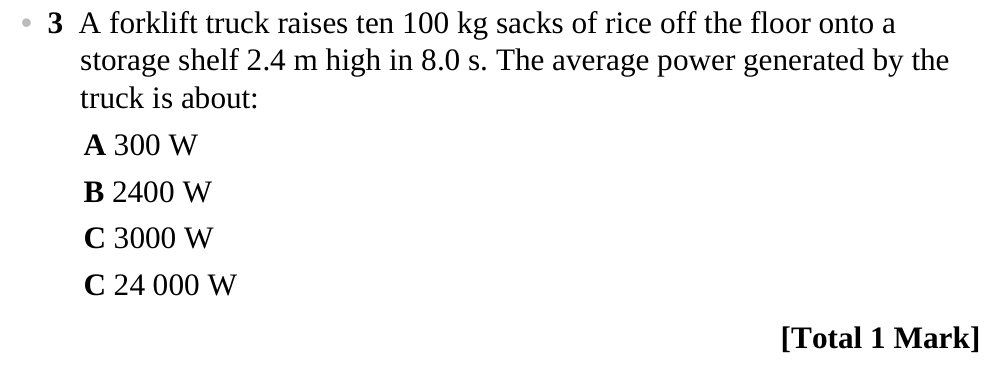 • 3 A forklift truck raises ten 100 kg sacks of rice off the floor onto a
storage shelf 2.4 m high in 8.0 s. The average power generated by the
truck is about:
A 300 W
B 2400 W
C 3000 W
C 24 000 W
[Total 1 Mark]